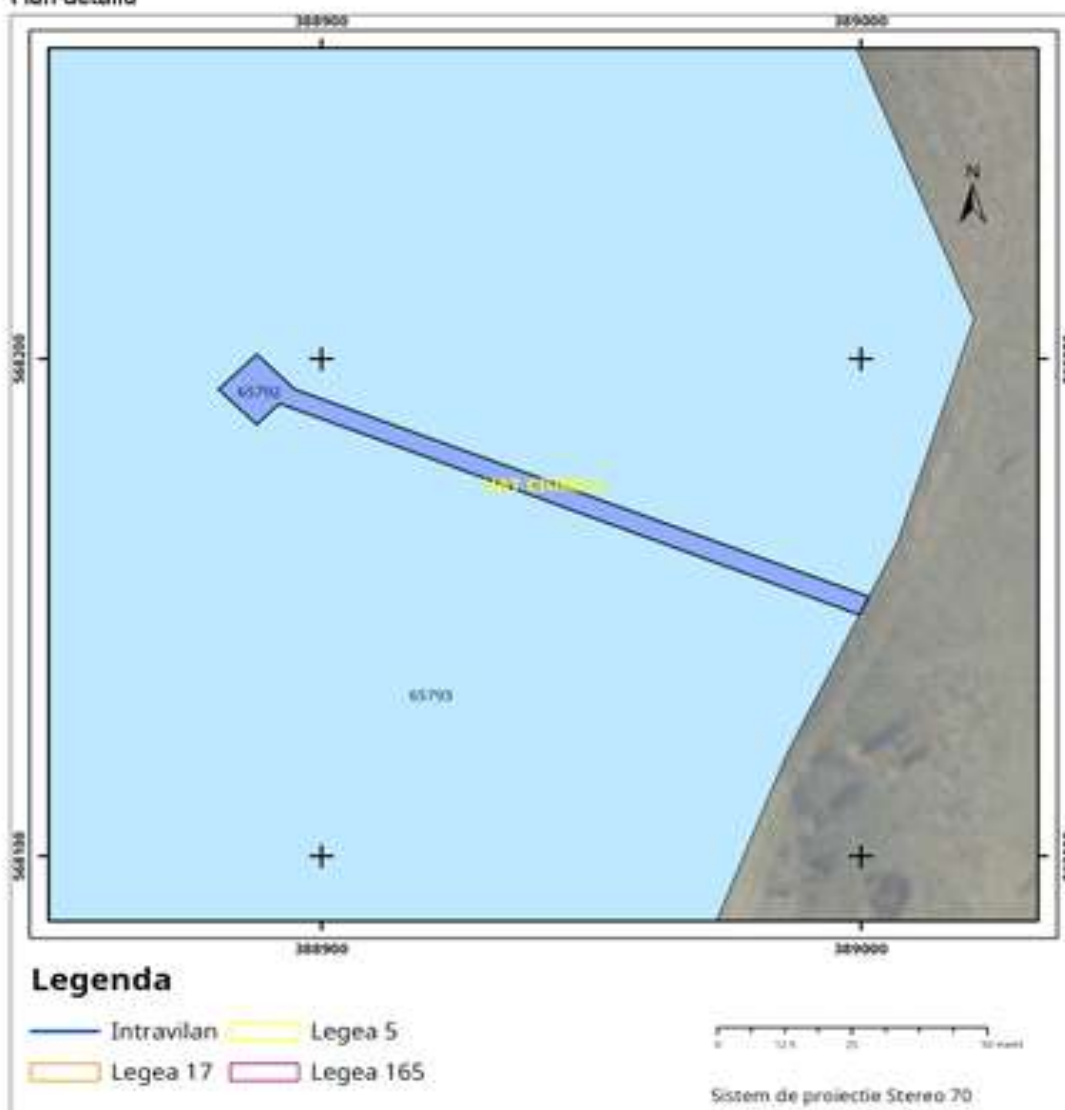 Plan detaliu
388900 389000
N
568200
65792
65793
568100
388900 389000
Legenda
Intravilan Legea 5
Legea 17 Legea 165
0 12.5 25 50 metri
Sistem de proiectie Stereo 70